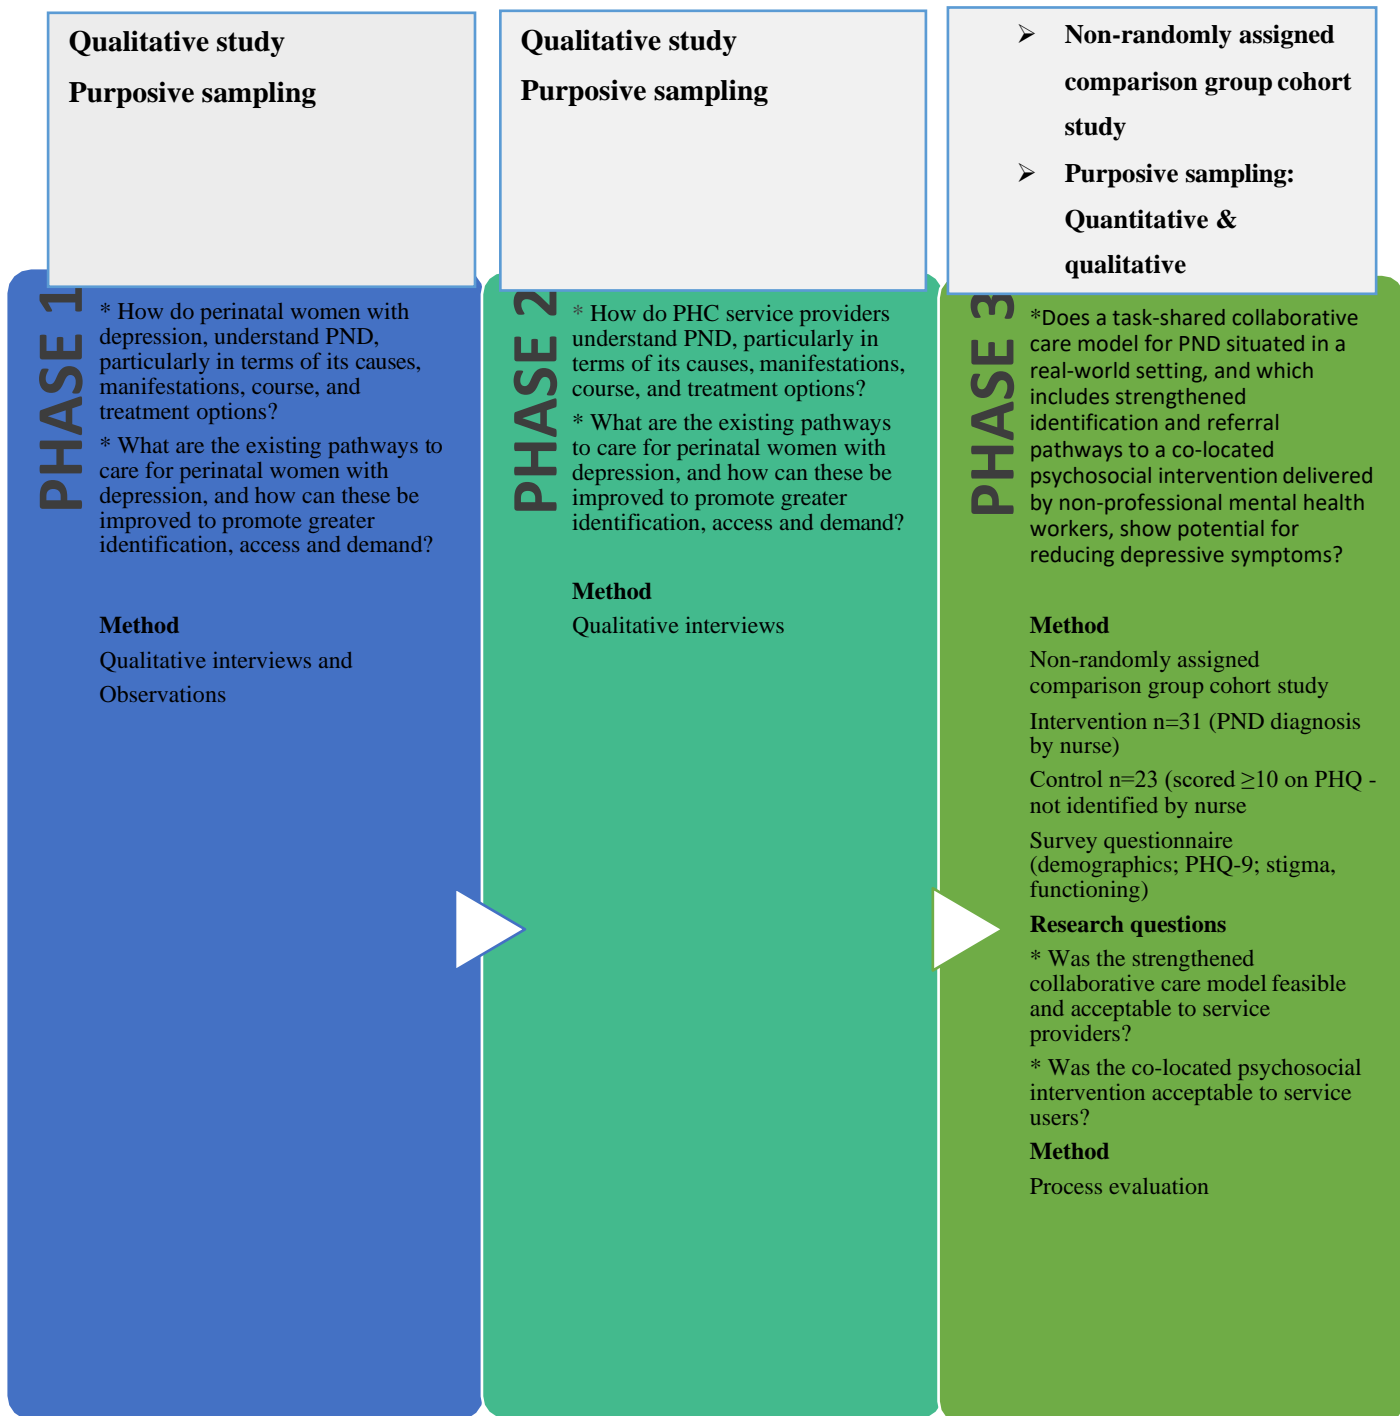 Qualitative study
Purposive sampling
PHASE 1
* How do perinatal women with
depression, understand PND,
particularly in terms of its causes,
manifestations, course, and
treatment options?
* What are the existing pathways to
care for perinatal women with
depression, and how can these be
improved to promote greater
identification, access and demand?
Method
Qualitative interviews and
Observations
Qualitative study
Purposive sampling
PHASE 2
* How do PHC service providers
understand PND, particularly in
terms of its causes, manifestations,
course, and treatment options?
* What are the existing pathways
to care for perinatal women with
depression, and how can these be
improved to promote greater
identification, access and demand?
Method
Qualitative interviews
➢ Non-randomly assigned
comparison group cohort
study
➢ Purposive sampling:
Quantitative &
qualitative
PHASE 3
*Does a task-shared collaborative
care model for PND situated in a
real-world setting, and which
includes strengthened
identification and referral
pathways to a co-located
psychosocial intervention delivered
by non-professional mental health
workers, show potential for
reducing depressive symptoms?
Method
Non-randomly assigned
comparison group cohort study
Intervention n=31 (PND diagnosis
by nurse)
Control n=23 (scored ≥10 on PHQ -
not identified by nurse
Survey questionnaire
(demographics; PHQ-9; stigma,
functioning)
Research questions
* Was the strengthened
collaborative care model feasible
and acceptable to service
providers?
* Was the co-located psychosocial
intervention acceptable to service
users?
Method
Process evaluation